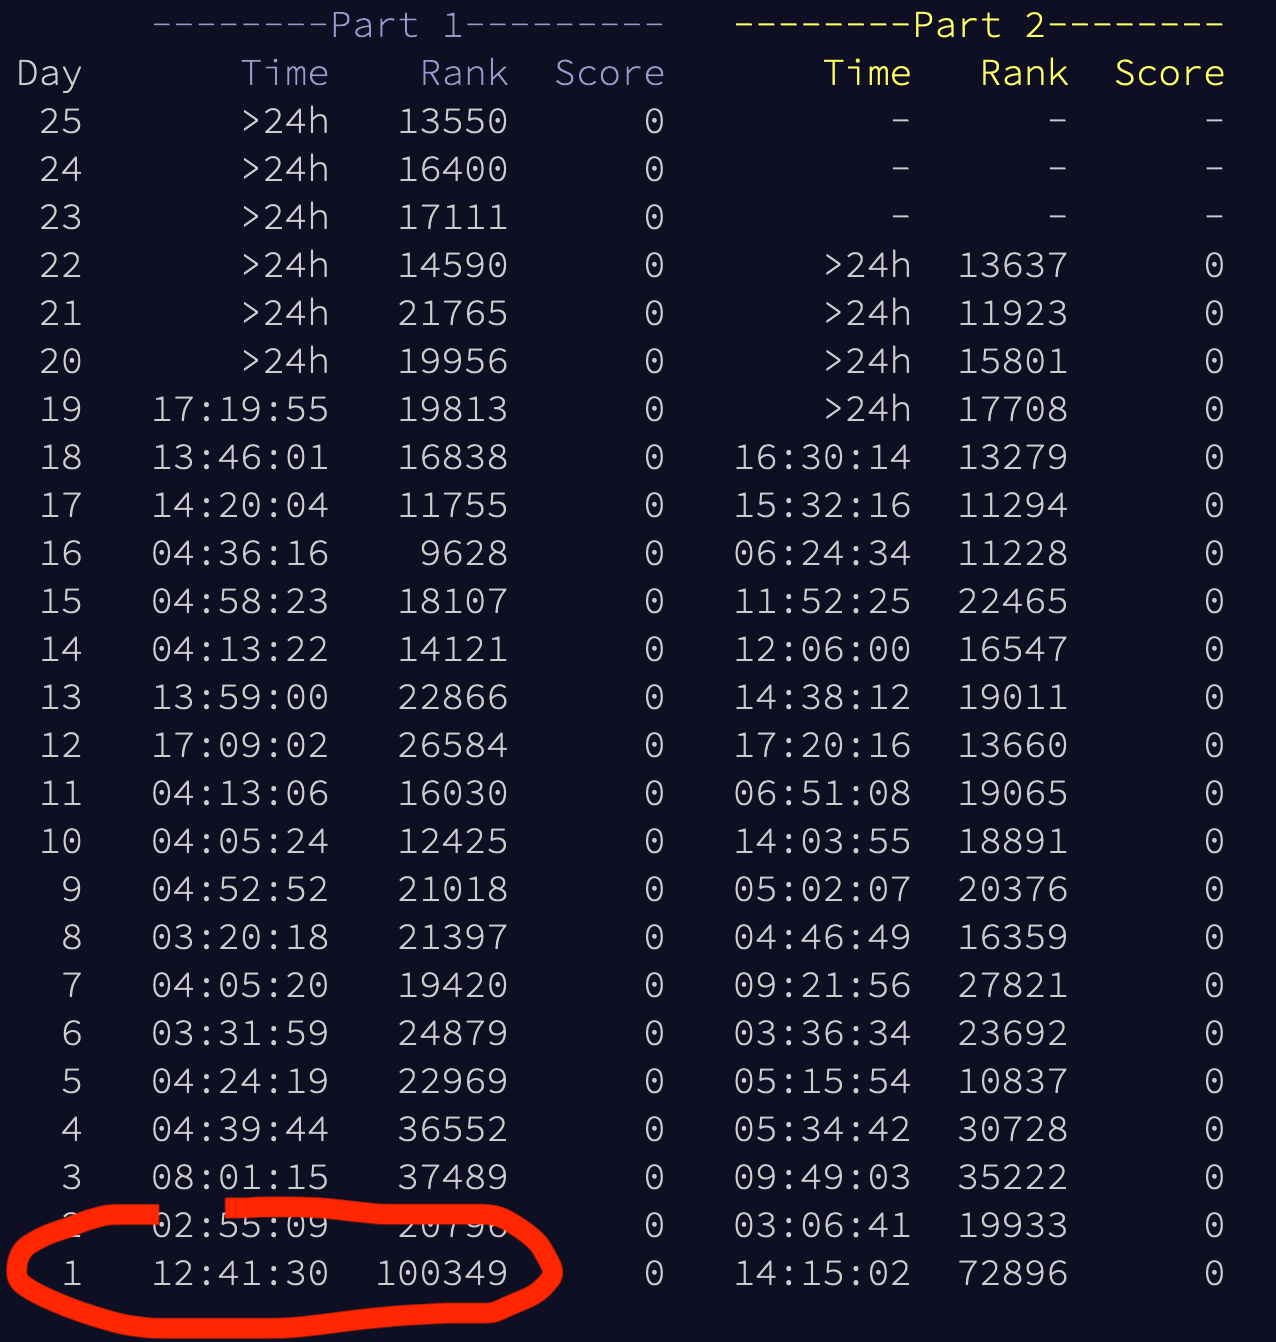 --------Part 1--------- --------Part 2--------
Day Time Rank Score Time Rank Score
25 >24h 13550 0 - - -
24 >24h 16400 0 - - -
23 >24h 17111 0 - - -
22 >24h 14590 0 >24h 13637 0
21 >24h 21765 0 >24h 11923 0
20 >24h 19956 0 >24h 15801 0
19 17:19:55 19813 0 >24h 17708 0
18 13:46:01 16838 0 16:30:14 13279 0
17 14:20:04 11755 0 15:32:16 11294 0
16 04:36:16 9628 0 06:24:34 11228 0
15 04:58:23 18107 0 11:52:25 22465 0
14 04:13:22 14121 0 12:06:00 16547 0
13 13:59:00 22866 0 14:38:12 19011 0
12 17:09:02 26584 0 17:20:16 13660 0
11 04:13:06 16030 0 06:51:08 19065 0
10 04:05:24 12425 0 14:03:55 18891 0
9 04:52:52 21018 0 05:02:07 20376 0
8 03:20:18 21397 0 04:46:49 16359 0
7 04:05:20 19420 0 09:21:56 27821 0
6 03:31:59 24879 0 03:36:34 23692 0
5 04:24:19 22969 0 05:15:54 10837 0
4 04:39:44 36552 0 05:34:42 30728 0
3 08:01:15 37489 0 09:49:03 35222 0
2 02:55:09 20796 0 03:06:41 19933 0
1 12:41:30 100349 0 14:15:02 72896 0